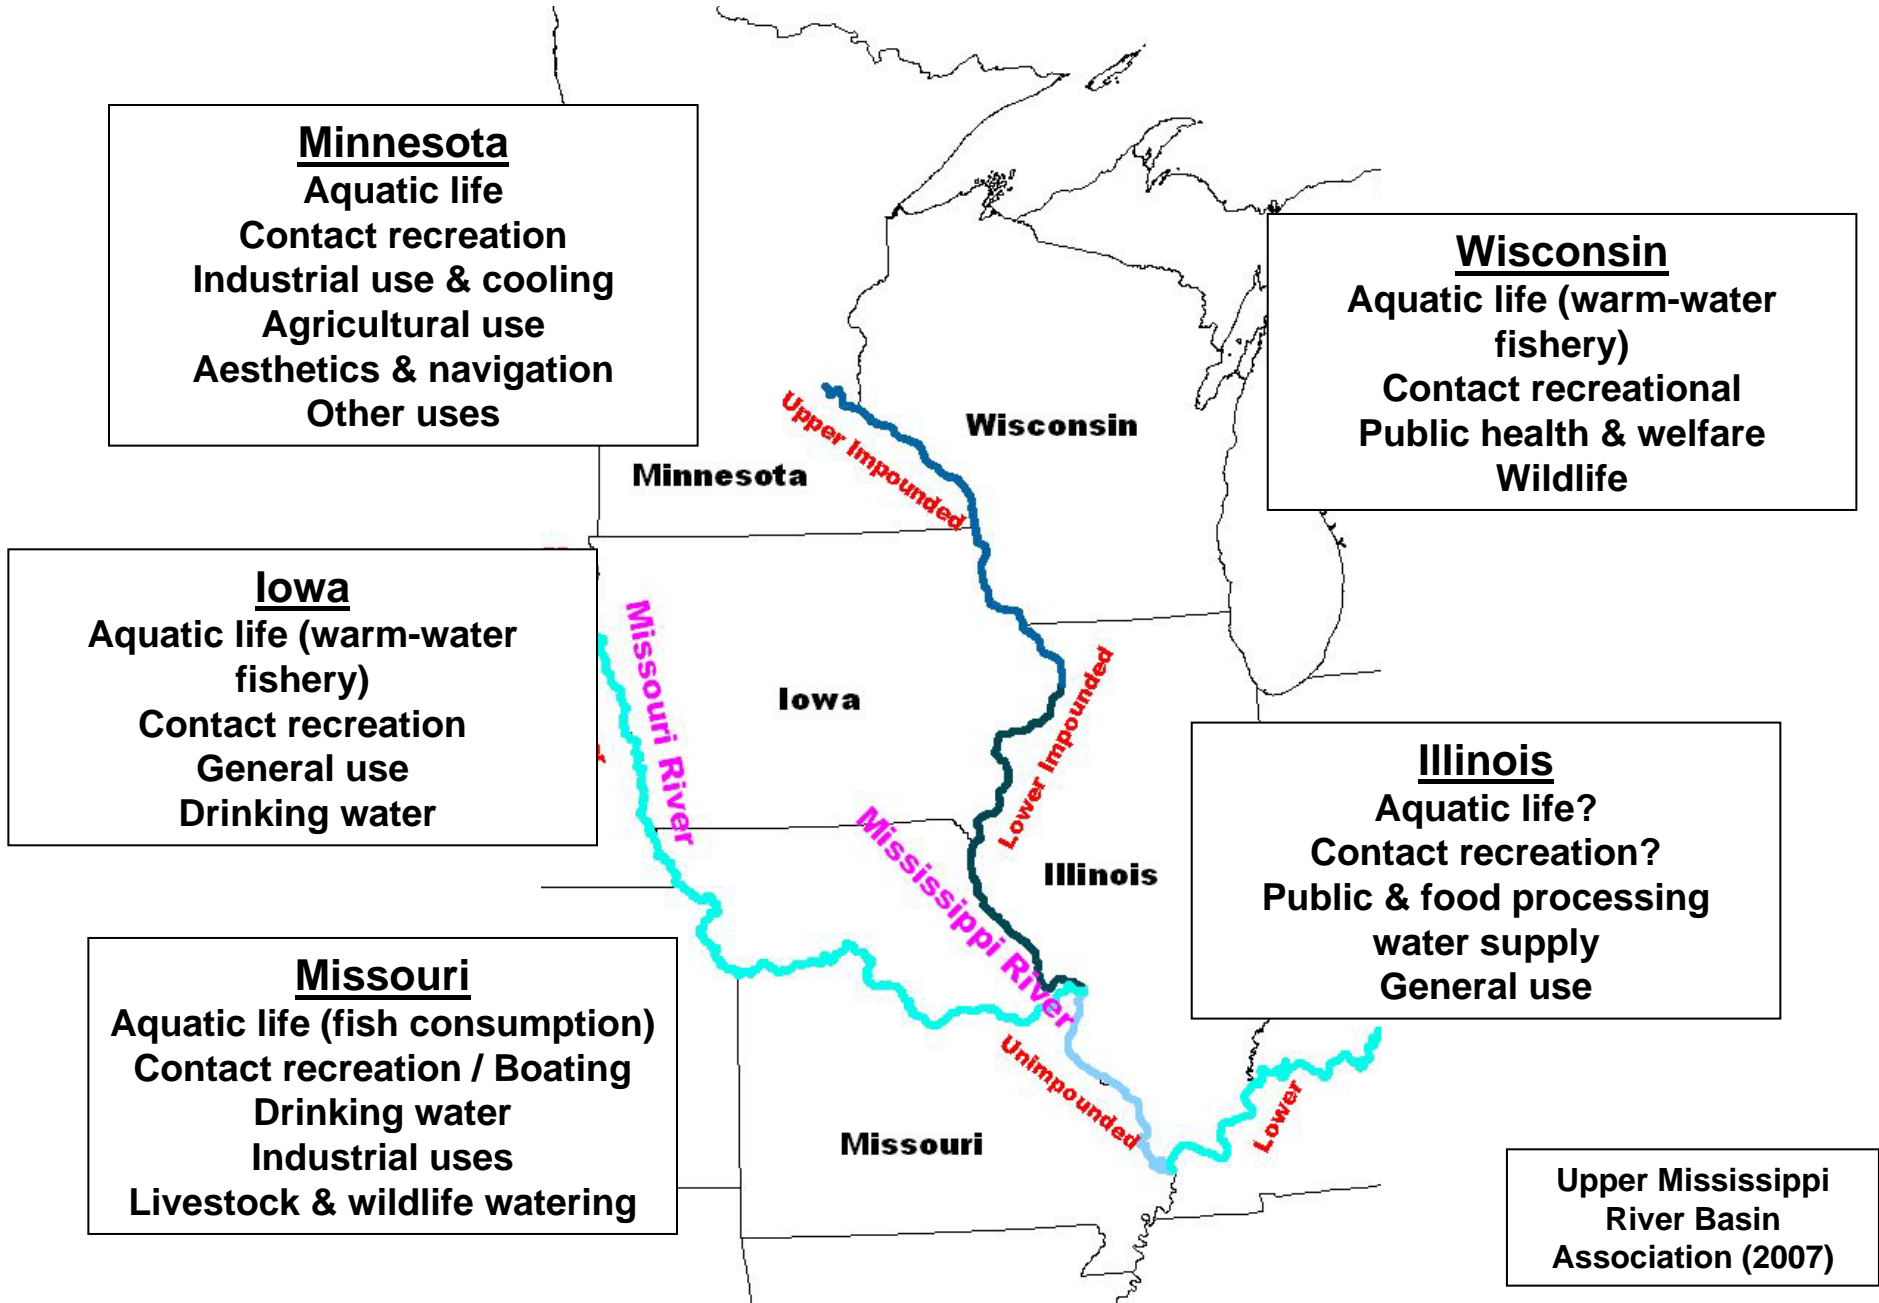 Minnesota
Aquatic life
Contact recreation
Industrial use & cooling
Agricultural use
Aesthetics & navigation
Other uses
Wisconsin
Aquatic life (warm-water
fishery)
Contact recreational
Public health & welfare
Wildlife
Upper Impounded
Wisconsin
Minnesota
Iowa
Aquatic life (warm-water
fishery)
Contact recreation
General use
Drinking water
Missouri River
Iowa
Lower Impounded
Mississippi River
Illinois
Illinois
Aquatic life?
Contact recreation?
Public & food processing
water supply
General use
Missouri
Aquatic life (fish consumption)
Contact recreation / Boating
Drinking water
Industrial uses
Livestock & wildlife watering
Unimpounded
Missouri
Lower
Upper Mississippi
River Basin
Association (2007)